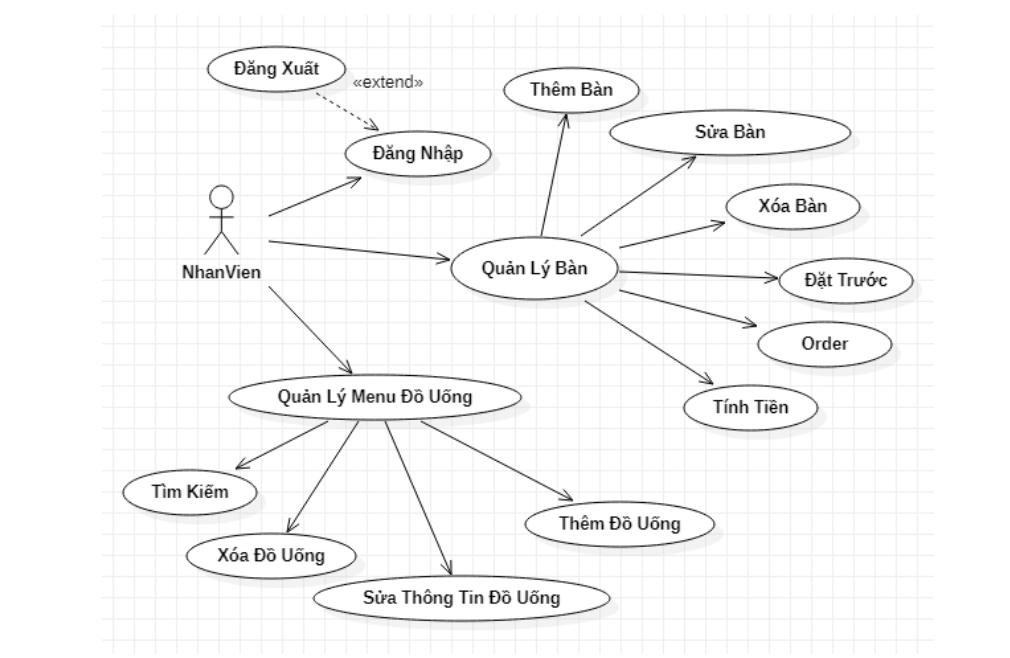 Đăng Xuất
«extend»
Thêm Bàn
Sửa Bàn
Đăng Nhập
Xóa Bàn
NhanVien
Quản Lý Bàn
Đặt Trước
Order
Quản Lý Menu Đồ Uống
Tính Tiền
Tìm Kiếm
Thêm Đồ Uống
Xóa Đồ Uống
Sửa Thông Tin Đồ Uống